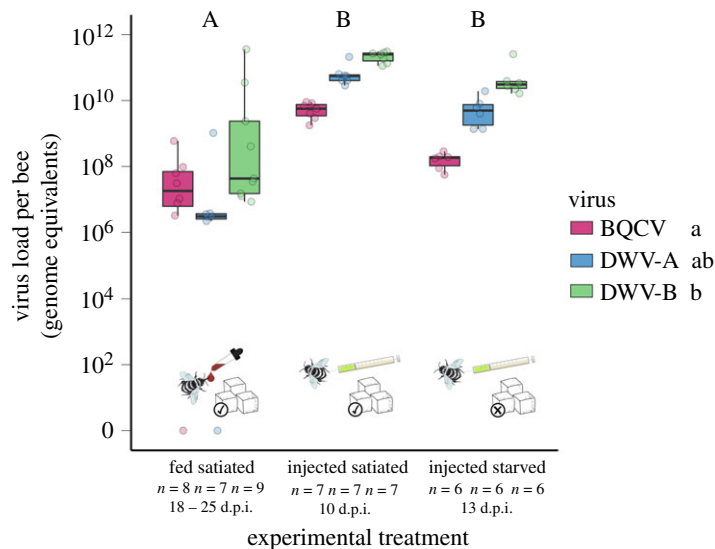 A B B
10^12
10^10
10^8
10^6
10^4
10^2
0
virus load per bee
(genome equivalents)
virus
BQCV a
DWV-A ab
DWV-B b
fed satiated
n = 8 n = 7 n = 9
18 – 25 d.p.i.
injected satiated
n = 7 n = 7 n = 7
10 d.p.i.
injected starved
n = 6 n = 6 n = 6
13 d.p.i.
experimental treatment